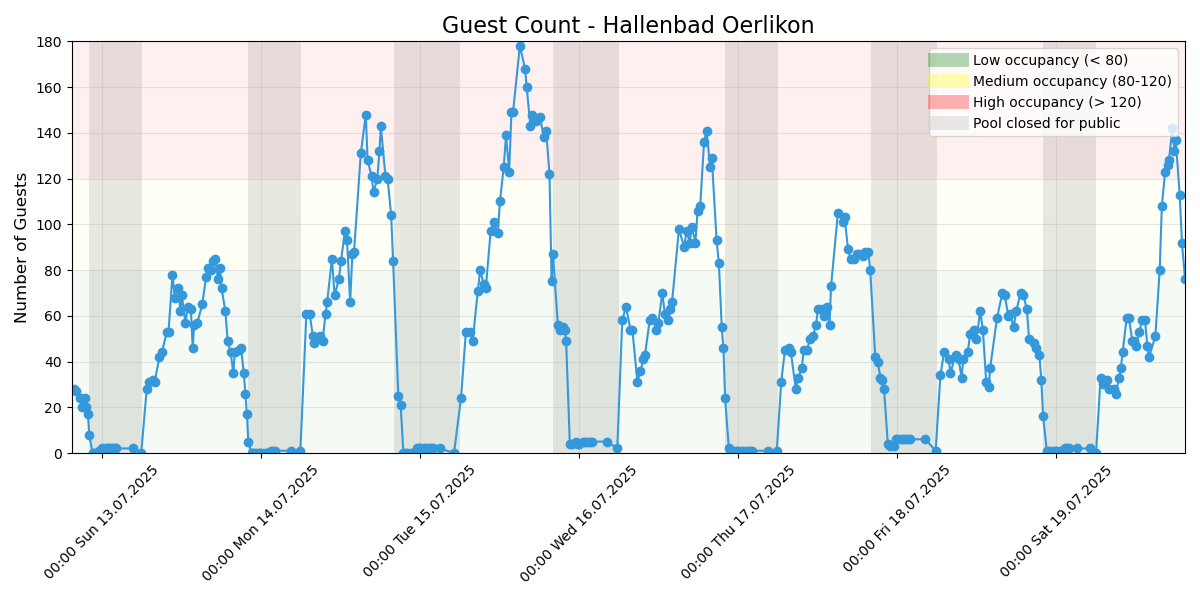 Guest Count - Hallenbad Oerlikon
Number of Guests
180
160
140
120
100
80
60
40
20
0
Low occupancy (< 80)
Medium occupancy (80-120)
High occupancy (> 120)
Pool closed for public
00:00 Sun 13.07.2025
00:00 Mon 14.07.2025
00:00 Tue 15.07.2025
00:00 Wed 16.07.2025
00:00 Thu 17.07.2025
00:00 Fri 18.07.2025
00:00 Sat 19.07.2025